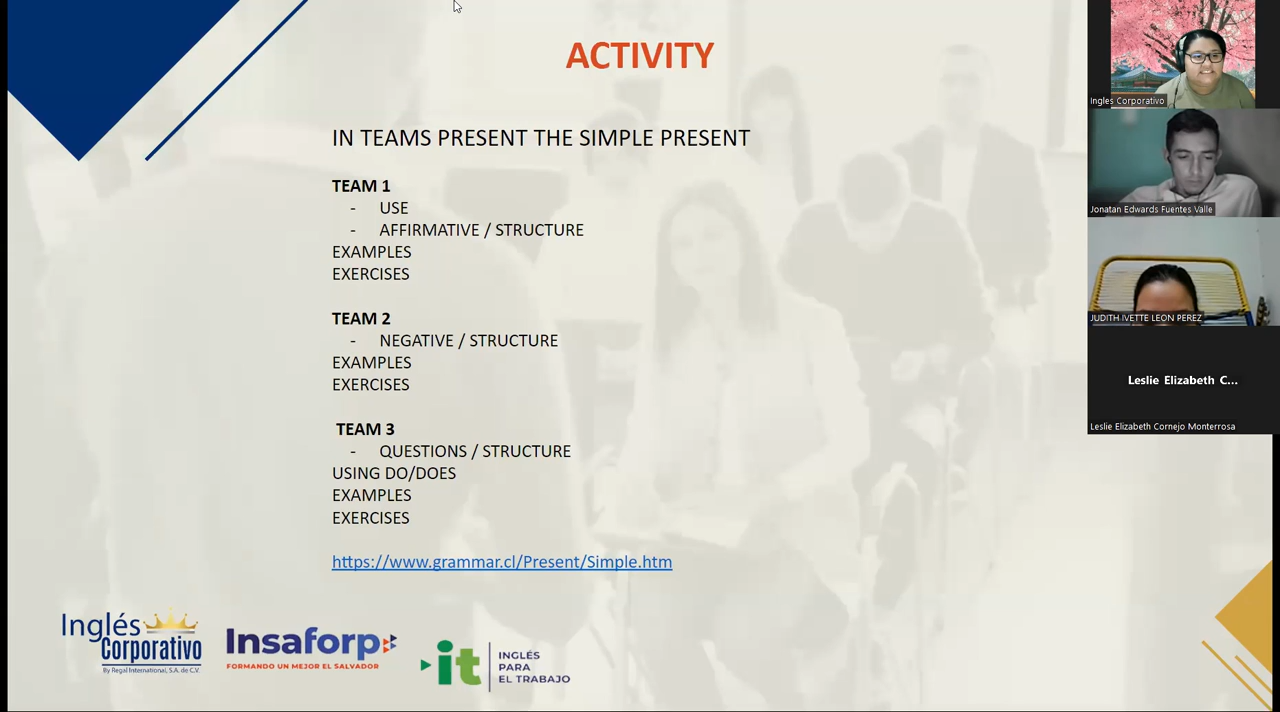 ACTIVITY
IN TEAMS PRESENT THE SIMPLE PRESENT
TEAM 1
- USE
- AFFIRMATIVE / STRUCTURE
EXAMPLES
EXERCISES
TEAM 2
- NEGATIVE / STRUCTURE
EXAMPLES
EXERCISES
TEAM 3
- QUESTIONS / STRUCTURE
USING DO/DOES
EXAMPLES
EXERCISES
https://www.grammar.cl/Present/Simple.htm
Inglés
Corporativo
By Regal International, S.A. de C.V.
Insaforp
FORMANDO UN MEJOR EL SALVADOR
it
INGLÉS
PARA
EL TRABAJO
Ingles Corporativo
Jonatan Edwards Fuentes Valle
JUDITH IVETTE LEON PEREZ
Leslie Elizabeth C...
Leslie Elizabeth Cornejo Monterrosa